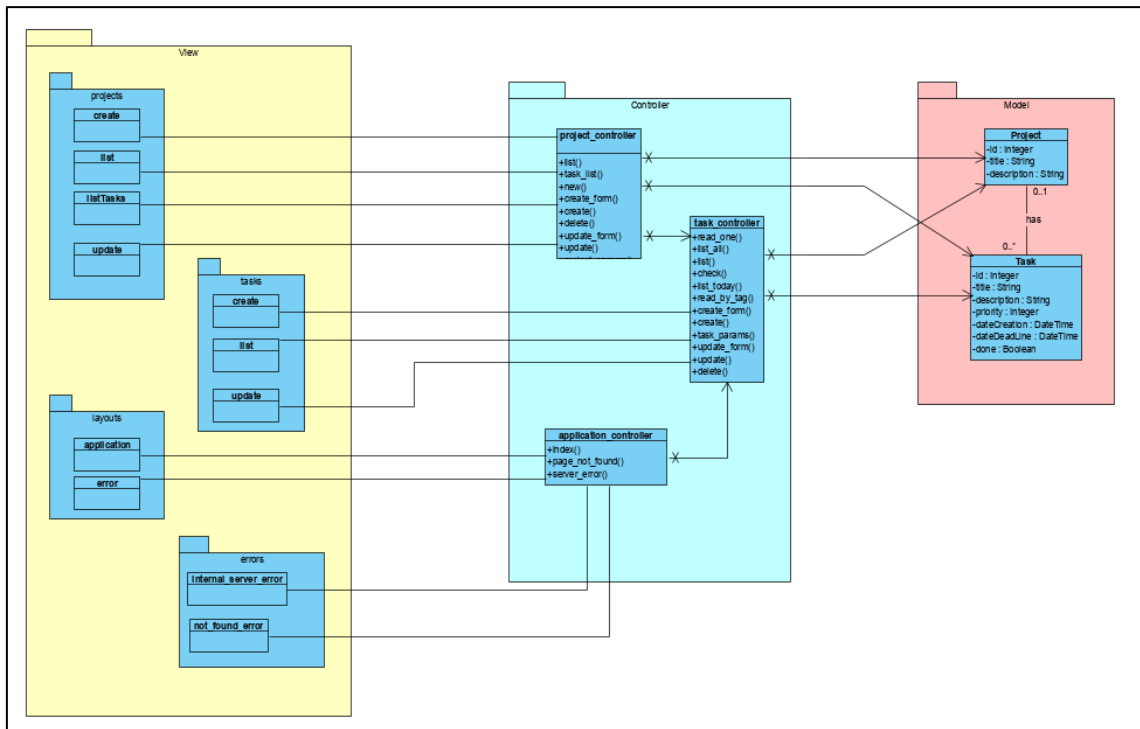 View
projects
create
list
listTasks
update
tasks
create
list
update
layouts
application
error
errors
internal_server_error
not_found_error
Controller
project_controller
+list()
+task_list()
+new()
+create_form()
+create()
+delete()
+update_form()
+update()
task_controller
+read_one()
+list_all()
+list()
+check()
+list_today()
+read_by_tag()
+create_form()
+create()
+task_params()
+update_form()
+update()
+delete()
application_controller
+index()
+page_not_found()
+server_error()
Model
Project
-id : Integer
-title : String
-description : String
0..1
has
0..*
Task
-id : Integer
-title : String
-description : String
-priority : Integer
-dateCreation : DateTime
-dateDeadLine : DateTime
-done : Boolean